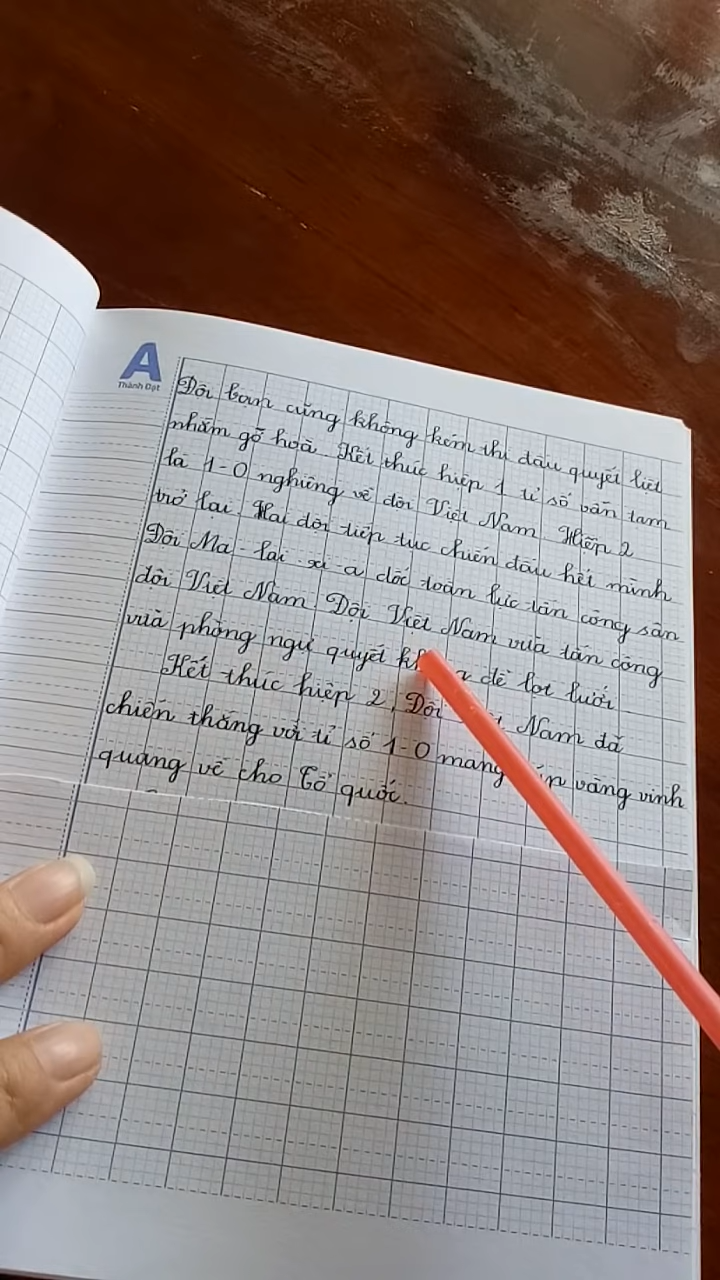 A
Thành Đạt
Đội bạn cũng không kém thi đấu quyết liệt
nhằm gỡ hoà. Kết thúc hiệp 1 tỉ số vẫn tạm
là 1-0 nghiêng về đội Việt Nam. Hiệp 2
trở lại. Hai đội tiếp tục chiến đấu hết mình
Đội Ma-lai-xi-a dốc toàn lực tấn công sân
đội Việt Nam. Đội Việt Nam vừa tấn công
vừa phòng ngự quyết để lọt lưới
Kết thúc hiệp 2, Đội Nam đã
chiến thắng với tỉ số 1-0 mang vàng vinh
quang về cho Tổ quốc.